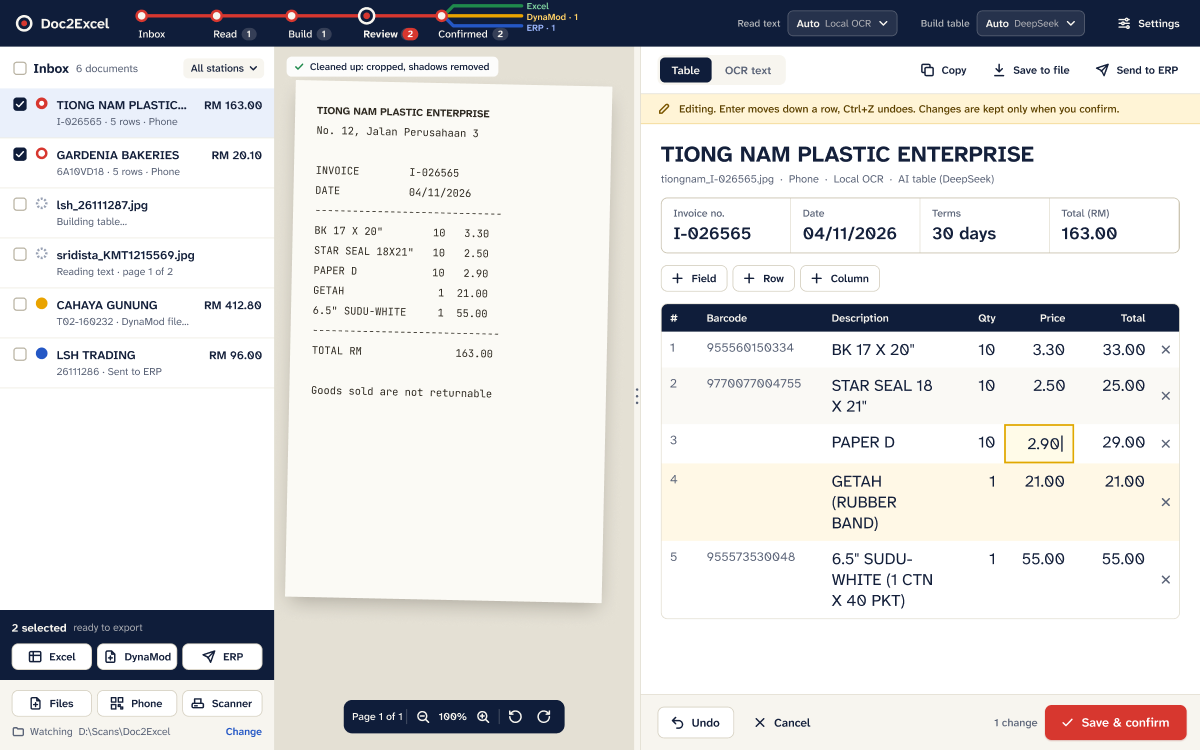 Doc2Excel
Inbox
Read 1
Build 1
Review 2
Confirmed 2
Excel
DynaMod · 1
ERP · 1
Read text Auto Local OCR
Build table Auto DeepSeek
Settings
Inbox 6 documents
All stations
TIONG NAM PLASTIC... RM 163.00
I-026565 · 5 rows · Phone
GARDENIA BAKERIES RM 20.10
6A10VD18 · 5 rows · Phone
lsh_26111287.jpg
Building table...
sridista_KMT1215569.jpg
Reading text · page 1 of 2
CAHAYA GUNUNG RM 412.80
T02-160232 · DynaMod file...
LSH TRADING RM 96.00
26111286 · Sent to ERP
2 selected ready to export
Excel
DynaMod
ERP
Files
Phone
Scanner
Watching D:\Scans\Doc2Excel Change
Cleaned up: cropped, shadows removed
TIONG NAM PLASTIC ENTERPRISE
No. 12, Jalan Perusahaan 3
INVOICE I-026565
DATE 04/11/2026
------------------------------
BK 17 X 20" 10 3.30
STAR SEAL 18X21" 10 2.50
PAPER D 10 2.90
GETAH 1 21.00
6.5" SUDU-WHITE 1 55.00
------------------------------
TOTAL RM 163.00
Goods sold are not returnable
Page 1 of 1 100%
Table
OCR text
Copy
Save to file
Send to ERP
Editing. Enter moves down a row, Ctrl+Z undoes. Changes are kept only when you confirm.
TIONG NAM PLASTIC ENTERPRISE
tiongnam_I-026565.jpg · Phone · Local OCR · AI table (DeepSeek)
Invoice no. Date Terms Total (RM)
I-026565 04/11/2026 30 days 163.00
+ Field
+ Row
+ Column
# Barcode Description Qty Price Total
1 955560150334 BK 17 X 20" 10 3.30 33.00 ×
2 9770077004755 STAR SEAL 18 10 2.50 25.00 ×
X 21"
3 PAPER D 10 2.90 29.00 ×
4 GETAH 1 21.00 21.00 ×
(RUBBER
BAND)
5 955573530048 6.5" SUDU- 1 55.00 55.00 ×
WHITE (1 CTN
X 40 PKT)
Undo
Cancel
1 change
Save & confirm